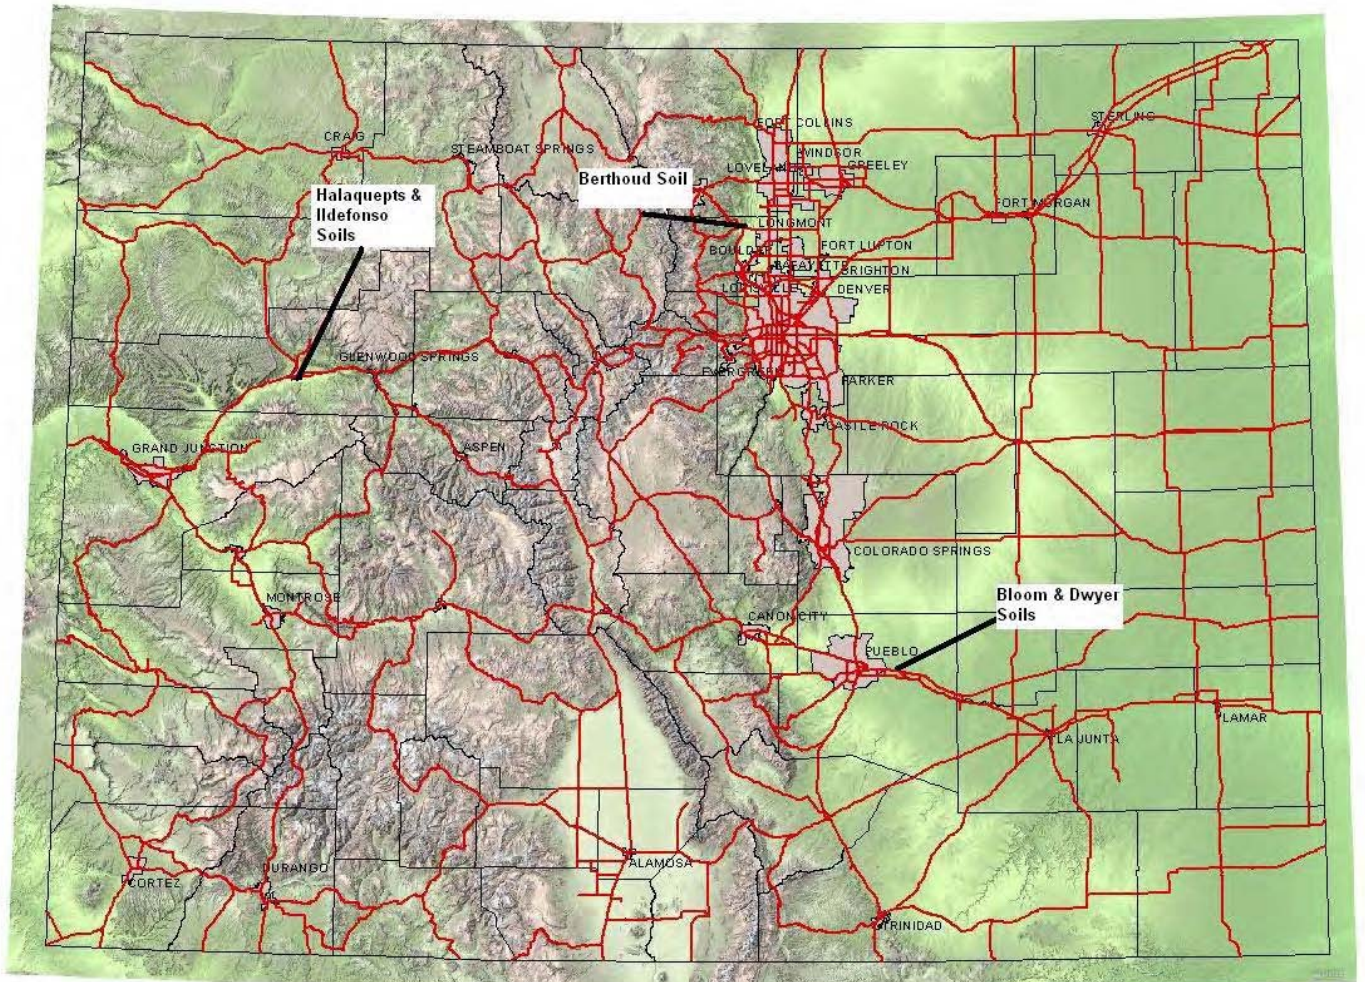 FORT COLLINS
STERLING
CRAIG
STEAMBOAT SPRINGS
WINDSOR
LOVELAND
GREELEY
Berthoud Soil
Halaquepts &
Ildefonso
Soils
FORT MORGAN
LONGMONT
BOULDER
FORT LUPTON
LAFAYETTE
BRIGHTON
LOUISVILLE
DENVER
GLENWOOD SPRINGS
EVERGREEN
PARKER
CASTLE ROCK
GRAND JUNCTION
ASPEN
COLORADO SPRINGS
Bloom & Dwyer
Soils
MONTROSE
CANON CITY
PUEBLO
LAMAR
LA JUNTA
ALAMOSA
DURANGO
CORTEZ
TRINIDAD